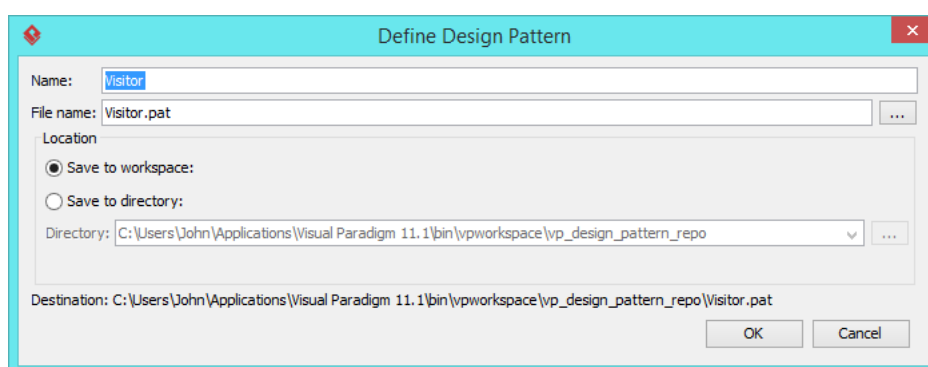 Define Design Pattern
Name: Visitor
File name: Visitor.pat ...
Location
Save to workspace:
Save to directory:
Directory: C:\Users\John\Applications\Visual Paradigm 11.1\bin\vpworkspace\vp_design_pattern_repo ...
Destination: C:\Users\John\Applications\Visual Paradigm 11.1\bin\vpworkspace\vp_design_pattern_repo\Visitor.pat
OK Cancel